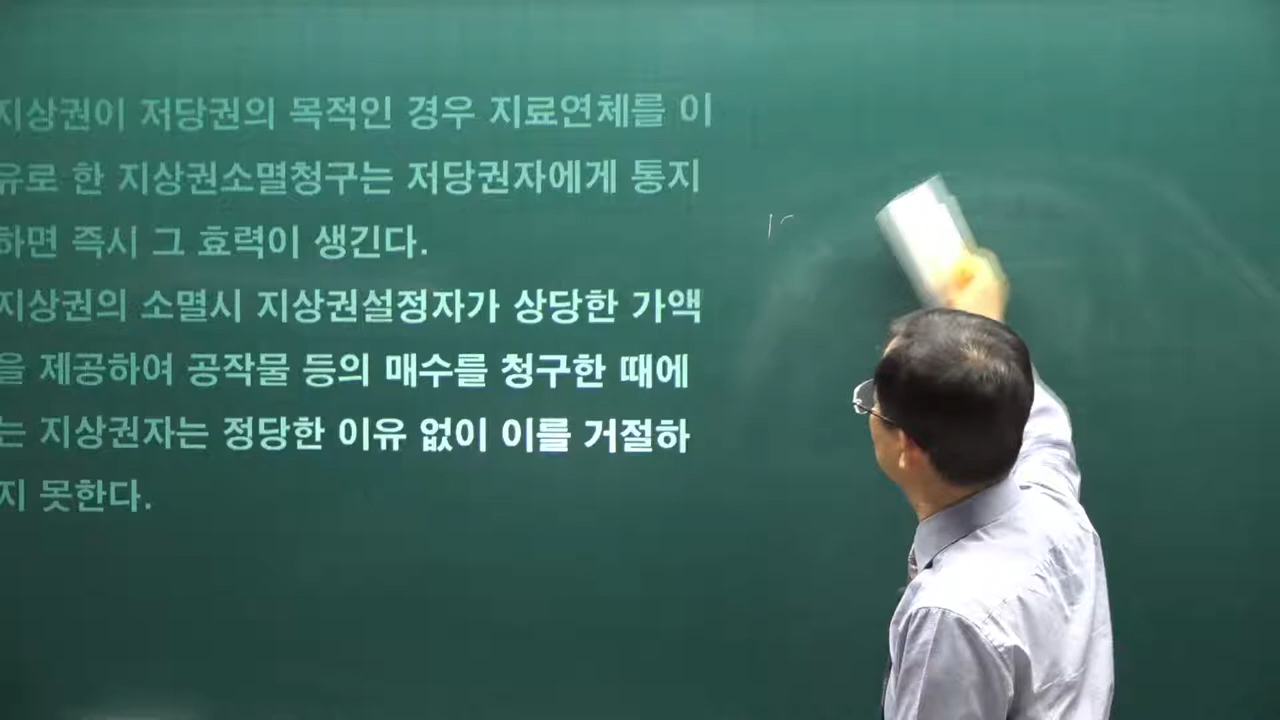 지상권이 저당권의 목적인 경우 지료연체를 이
유로 한 지상권소멸청구는 저당권자에게 통지
하면 즉시 그 효력이 생긴다.
지상권의 소멸시 지상권설정자가 상당한 가액
을 제공하여 공작물 등의 매수를 청구한 때에
는 지상권자는 정당한 이유 없이 이를 거절하
지 못한다.